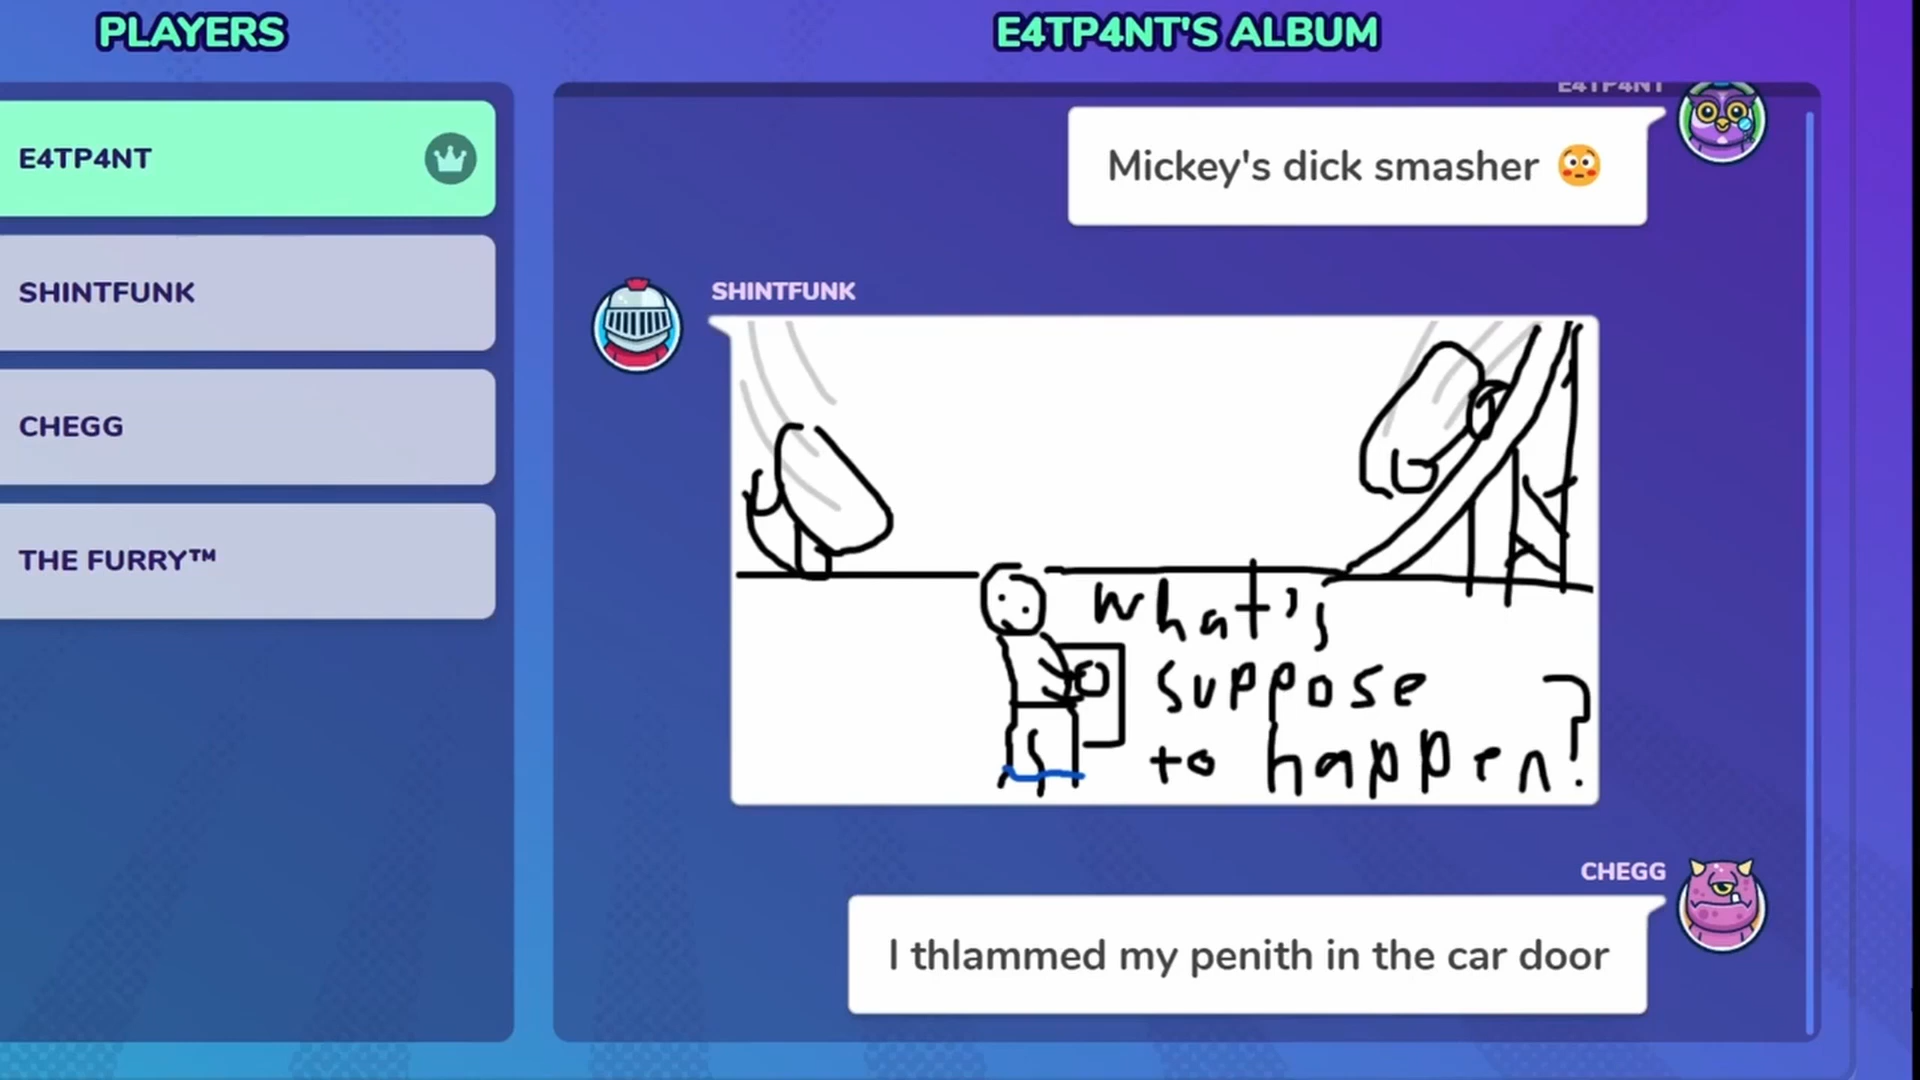 PLAYERS
E4TP4NT'S ALBUM
E4TP4NT
SHINTFUNK
CHEGG
THE FURRY™
E4TP4NT
Mickey's dick smasher 😳
SHINTFUNK
what's
suppose
to happen?
CHEGG
I thlammed my penith in the car door